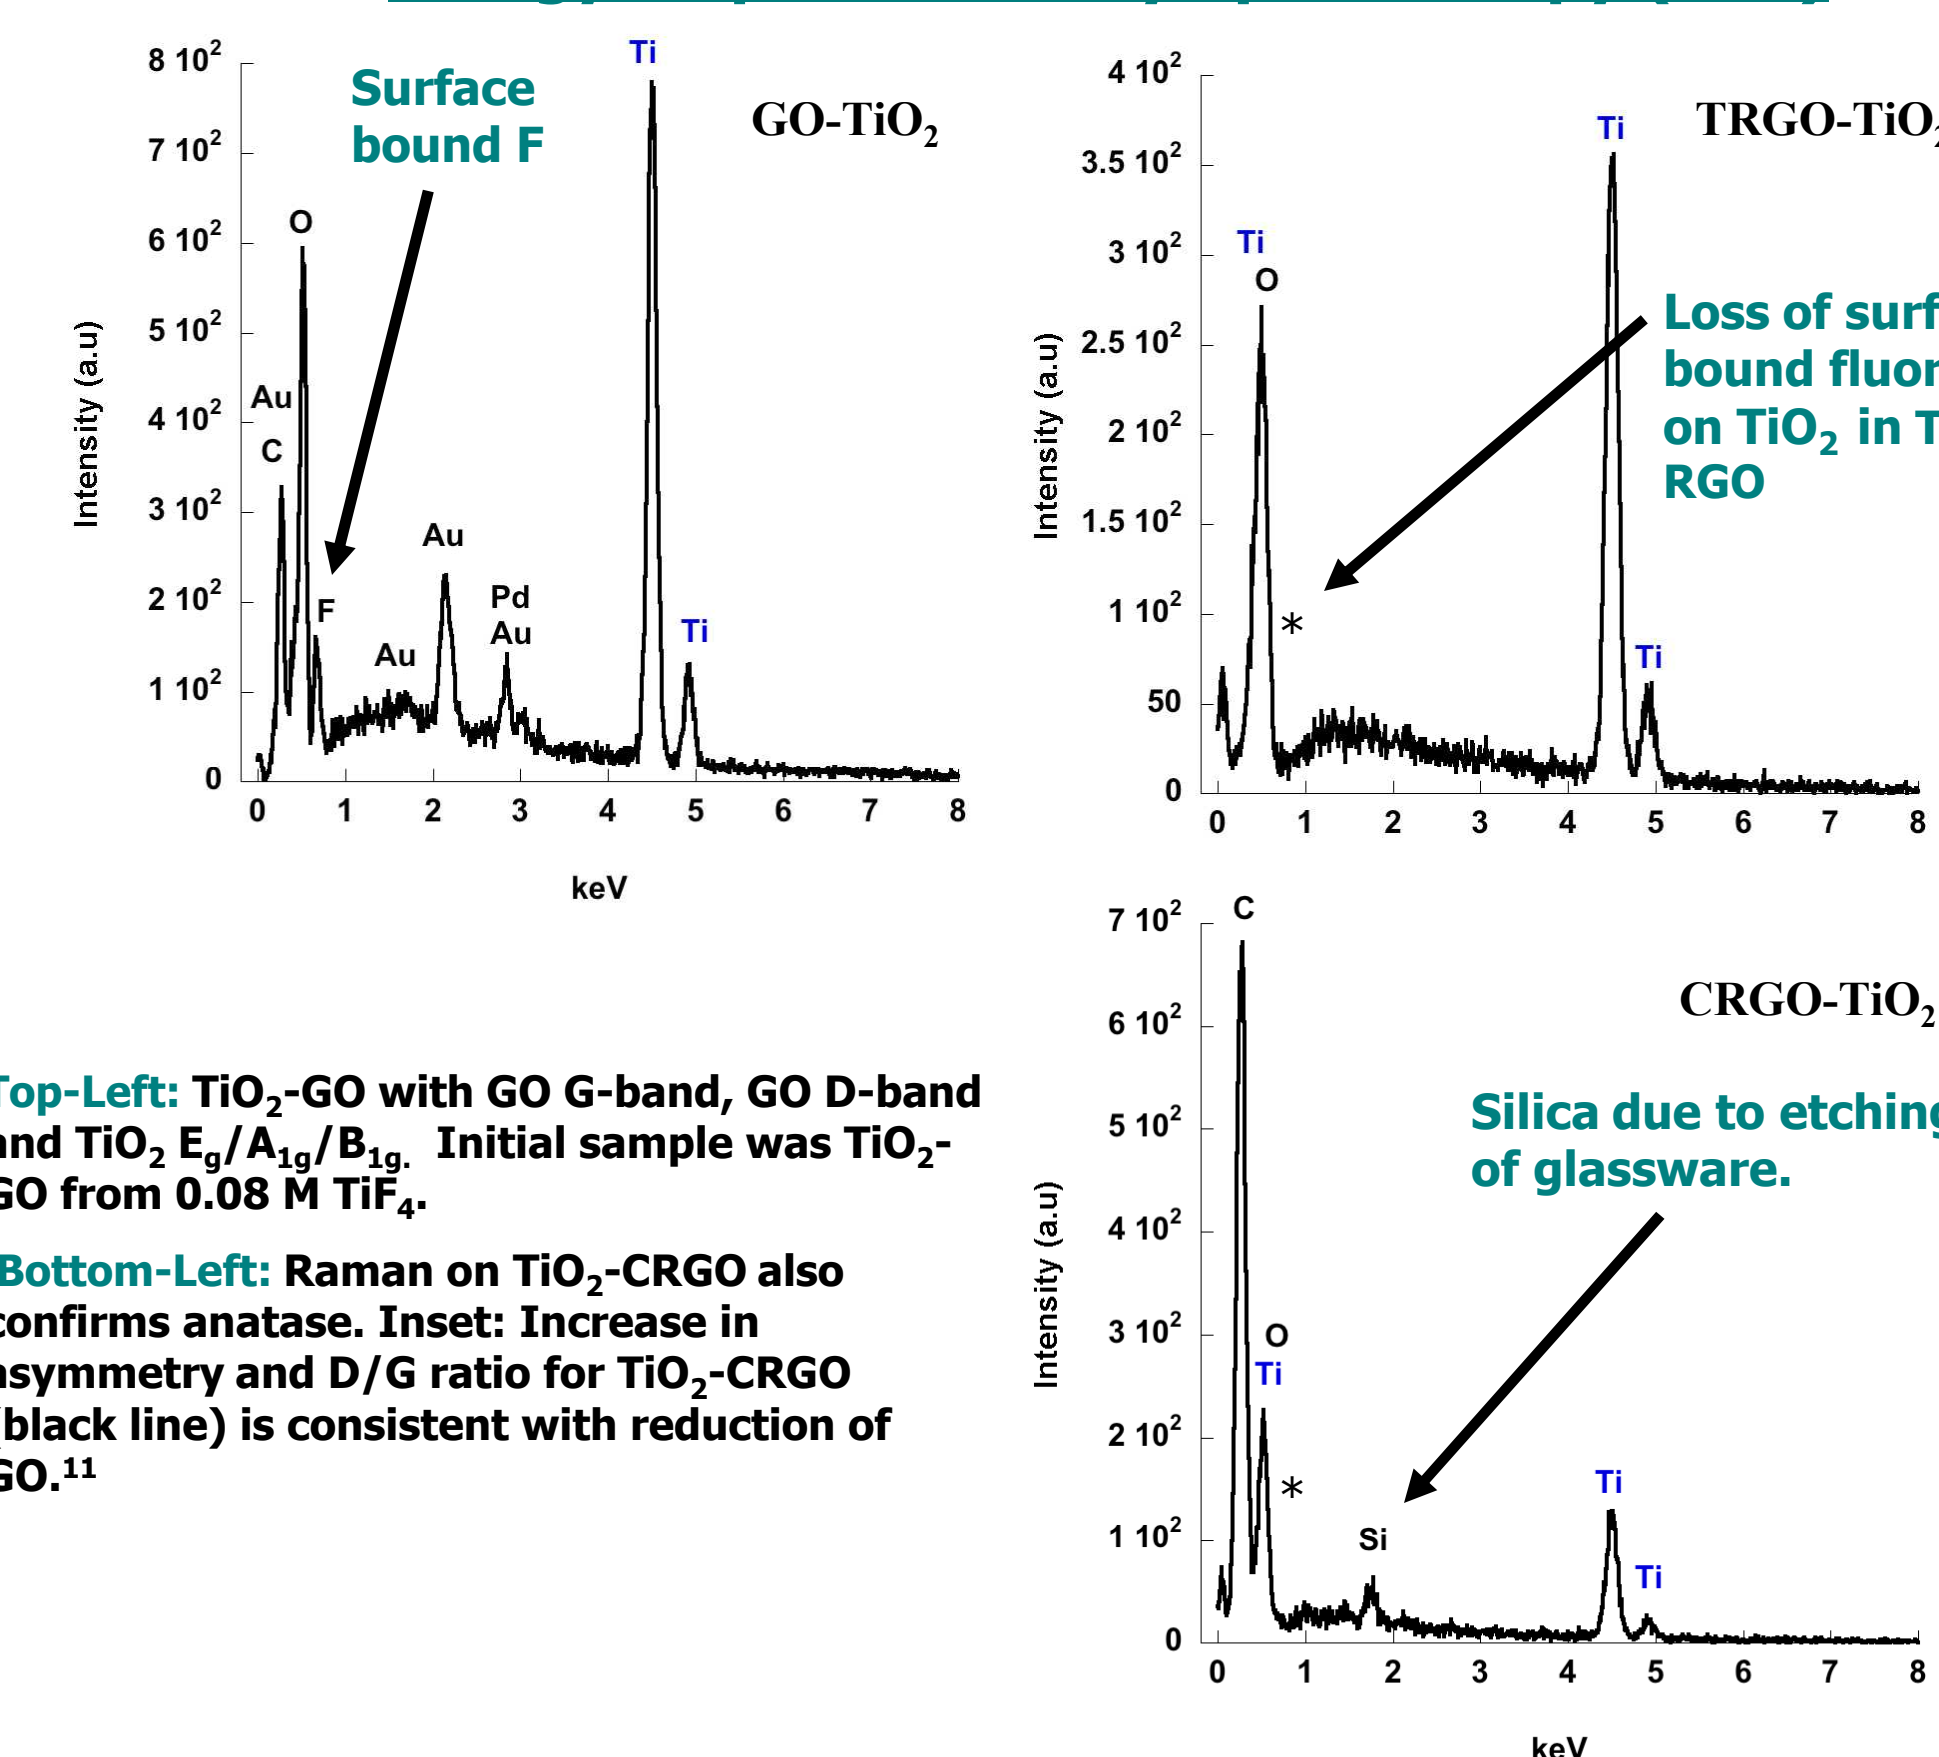 8 10²
7 10²
6 10²
5 10²
4 10²
3 10²
2 10²
1 10²
0
Intensity (a.u)
Surface
bound F
GO-TiO₂
Ti
O
Au
C
F
Au
Au
Pd
Au
Ti
0 1 2 3 4 5 6 7 8
keV
4 10²
3.5 10²
3 10²
2.5 10²
2 10²
1.5 10²
1 10²
50
0
Intensity (a.u)
Ti
TRGO-TiO₂
Ti
O
Loss of
on TiO₂ in
bound
RGO
*
Ti
0 1 2 3 4 5 6 7 8
Top-Left: TiO₂-GO with GO G-band, GO D-band
and TiO₂ Eg/A1g/B1g. Initial sample was TiO₂-
GO from 0.08 M TiF₄.
Bottom-Left: Raman on TiO₂-CRGO also
confirms anatase. Inset: Increase in
asymmetry and D/G ratio for TiO₂-CRGO
(black line) is consistent with reduction of
GO.¹¹
7 10²
6 10²
5 10²
4 10²
3 10²
2 10²
1 10²
0
Intensity (a.u)
C
CRGO-TiO₂
Silica due to etching
of glassware.
O
Ti
*
Si
Ti
Ti
0 1 2 3 4 5 6 7 8
keV